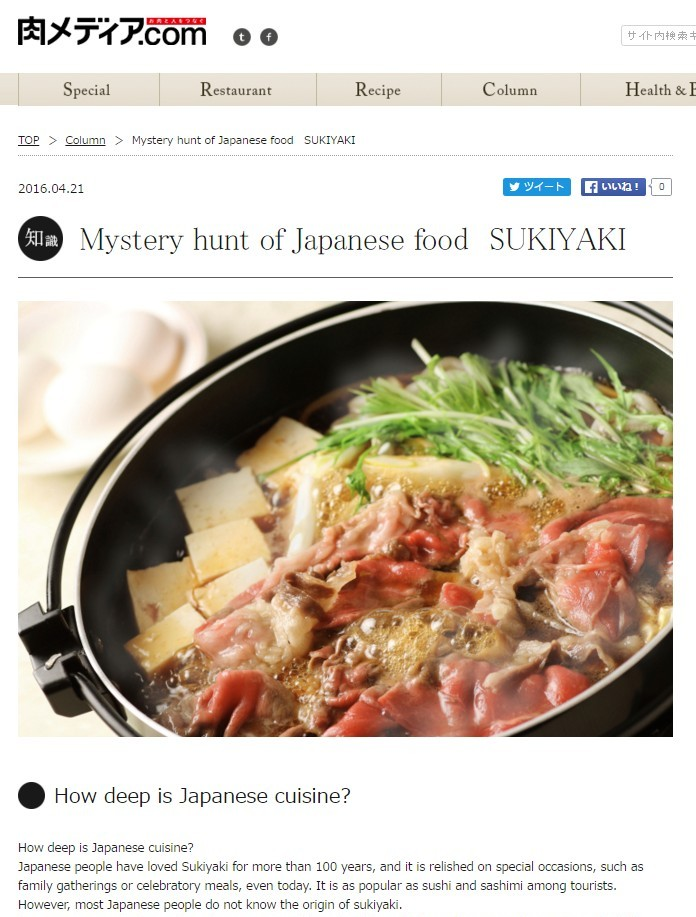 お肉と人をつなぐ
肉メディア.com
サイト内検索キ
Special
Restaurant
Recipe
Column
Health &
TOP > Column > Mystery hunt of Japanese food SUKIYAKI
2016.04.21
ツイート
いいね！
0
知識
Mystery hunt of Japanese food SUKIYAKI
How deep is Japanese cuisine?
How deep is Japanese cuisine?
Japanese people have loved Sukiyaki for more than 100 years, and it is relished on special occasions, such as
family gatherings or celebratory meals, even today. It is as popular as sushi and sashimi among tourists.
However, most Japanese people do not know the origin of sukiyaki.